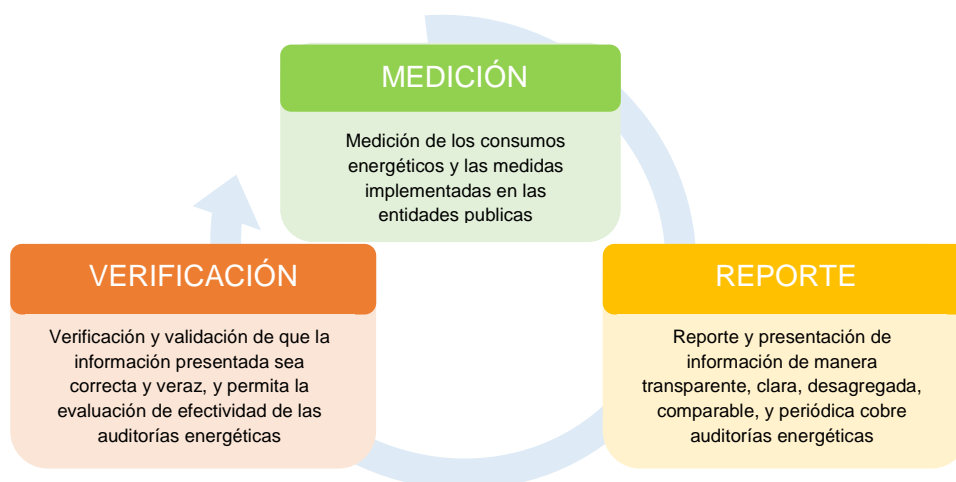 MEDICIÓN
Medición de los consumos
energéticos y las medidas
implementadas en las
entidades publicas
VERIFICACIÓN
Verificación y validación de que la
información presentada sea
correcta y veraz, y permita la
evaluación de efectividad de las
auditorías energéticas
REPORTE
Reporte y presentación de
información de manera
transparente, clara, desagregada,
comparable, y periódica cobre
auditorías energéticas